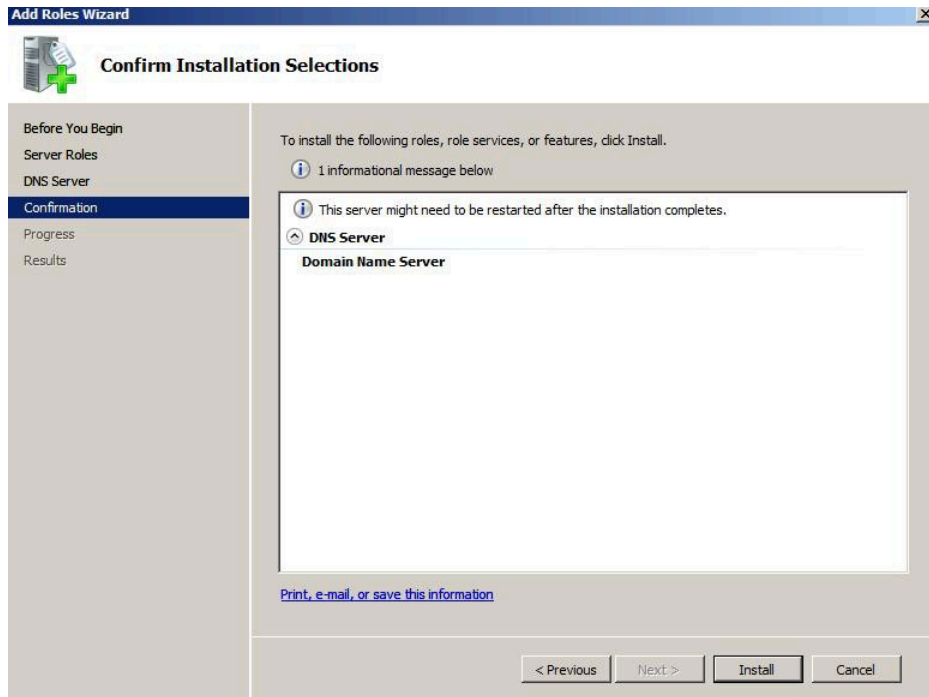 Add Roles Wizard
Confirm Installation Selections
Before You Begin
Server Roles
DNS Server
Confirmation
Progress
Results
To install the following roles, role services, or features, click Install.
1 informational message below
This server might need to be restarted after the installation completes.
DNS Server
Domain Name Server
Print, e-mail, or save this information
< Previous
Next >
Install
Cancel